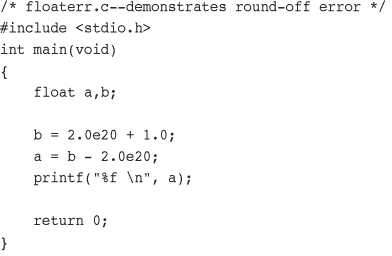 /* floaterr.c--demonstrates round-off error */
#include <stdio.h>
int main(void)
{
    float a,b;

    b = 2.0e20 + 1.0;
    a = b - 2.0e20;
    printf("%f \n", a);

    return 0;
}